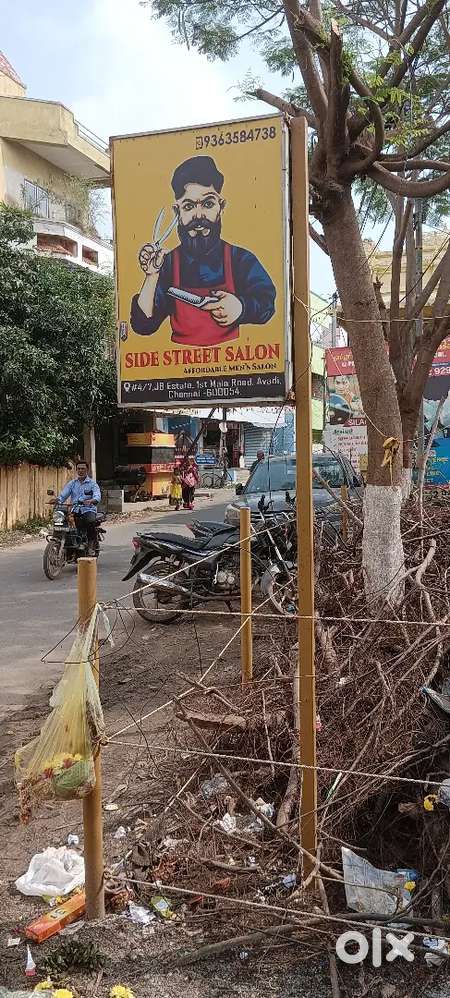 9363584738
SIDE STREET SALON
AFFORDABLE MEN'S SALON
#4/7,JB Estate, 1st Main Road, Avadi,
Chennai -600054
olx